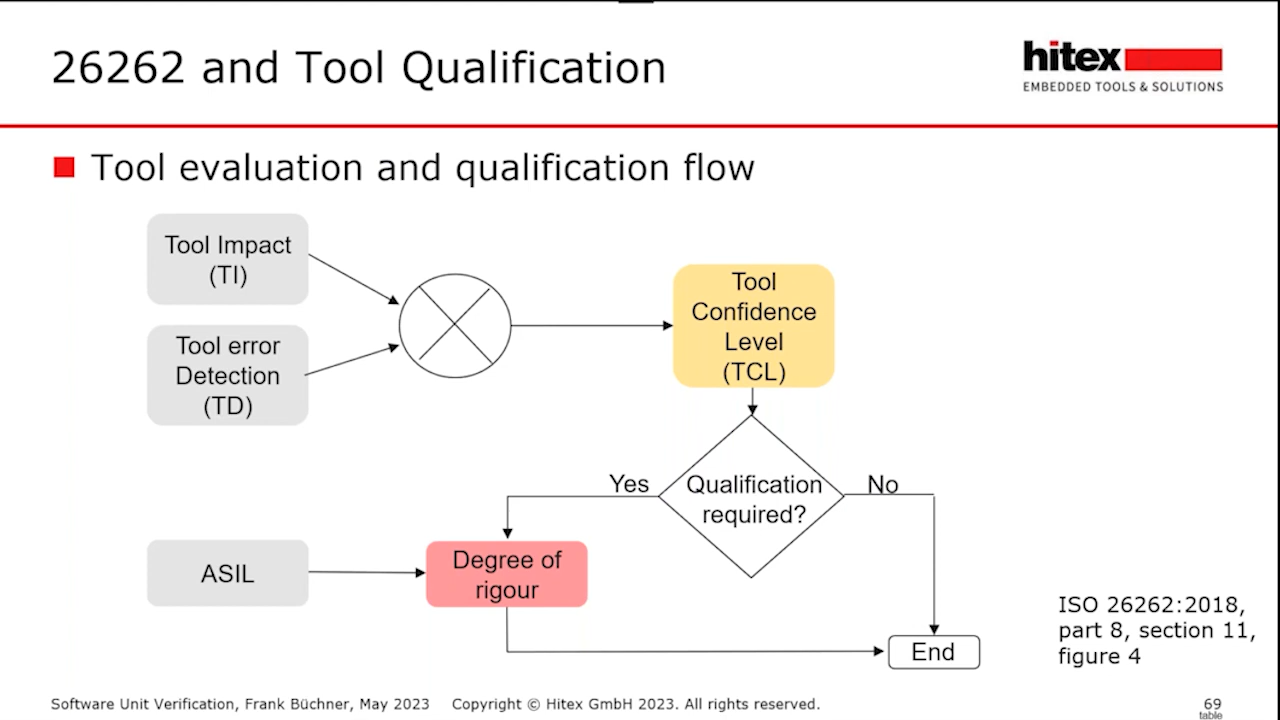 26262 and Tool Qualification
hitex
EMBEDDED TOOLS & SOLUTIONS
Tool evaluation and qualification flow
Tool Impact
(TI)
Tool error
Detection
(TD)
Tool
Confidence
Level
(TCL)
Yes
Qualification
required?
No
ASIL
Degree of
rigour
End
ISO 26262:2018,
part 8, section 11,
figure 4
Software Unit Verification, Frank Büchner, May 2023 Copyright © Hitex GmbH 2023. All rights reserved.
69
table